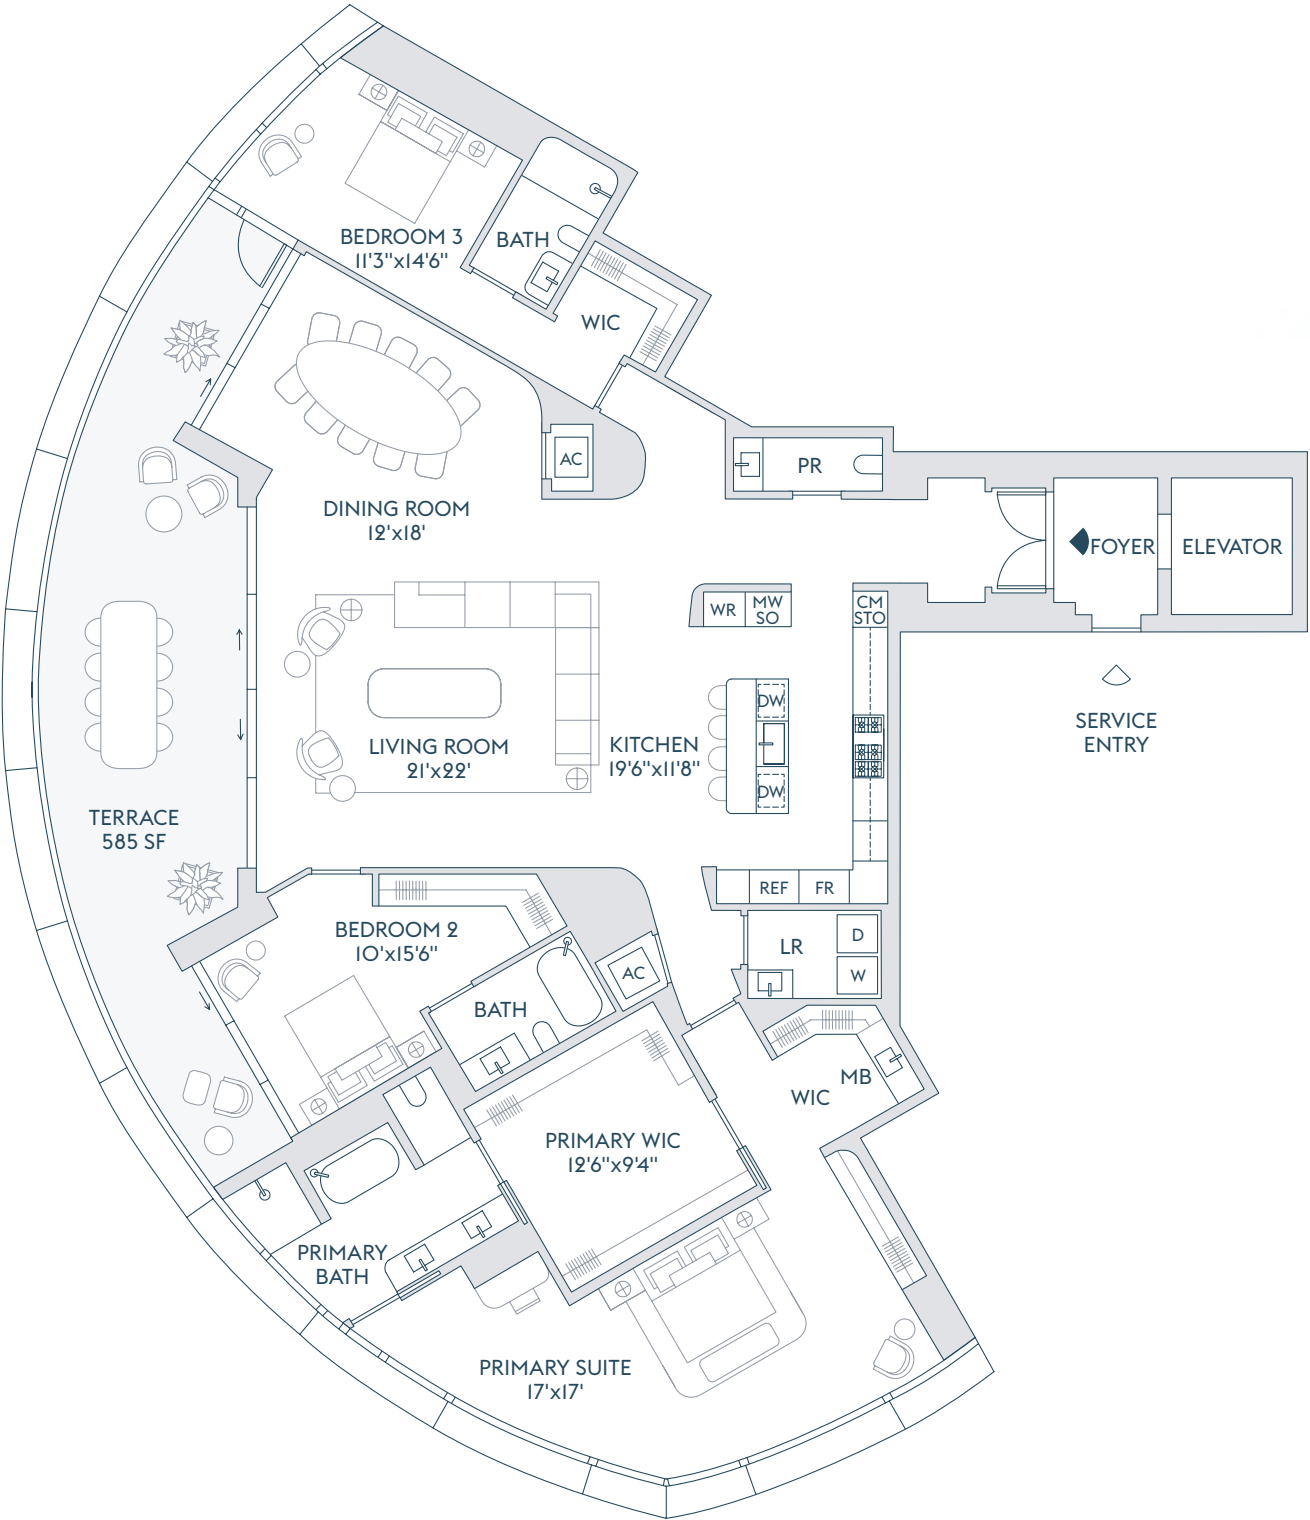 BEDROOM 3
11'3"x14'6"
BATH
WIC
AC
PR
DINING ROOM
12'x18'
FOYER
ELEVATOR
WR
MW
SO
CM
STO
DW
LIVING ROOM
21'x22'
KITCHEN
19'6"x11'8"
DW
SERVICE
ENTRY
TERRACE
585 SF
REF
FR
BEDROOM 2
10'x15'6"
LR
D
W
AC
BATH
MB
WIC
PRIMARY WIC
12'6"x9'4"
PRIMARY
BATH
PRIMARY SUITE
17'x17'